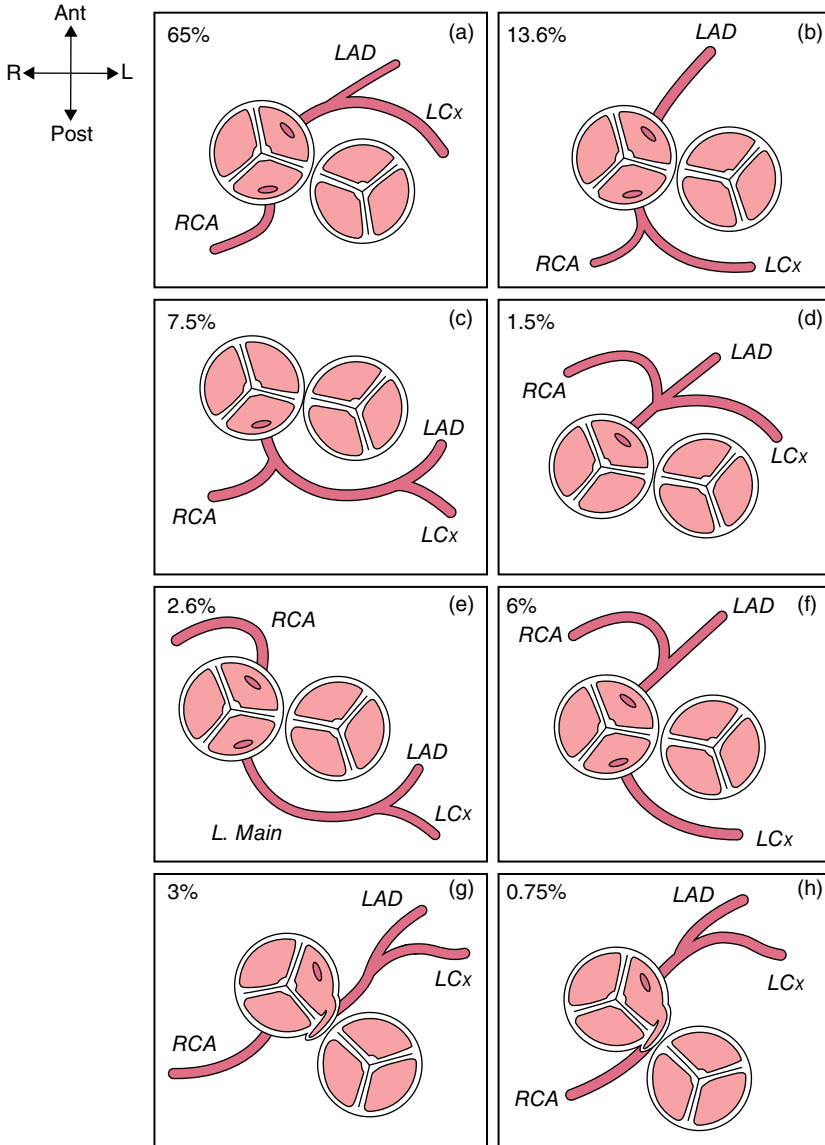 Ant
R L
Post
65% (a)
LAD
LCx
RCA
13.6% (b)
LAD
RCA
LCx
7.5% (c)
LAD
RCA
LCx
1.5% (d)
LAD
RCA
LCx
2.6% (e)
RCA
LAD
L. Main
LCx
6% (f)
LAD
RCA
LCx
3% (g)
LAD
LCx
RCA
0.75% (h)
LAD
LCx
RCA